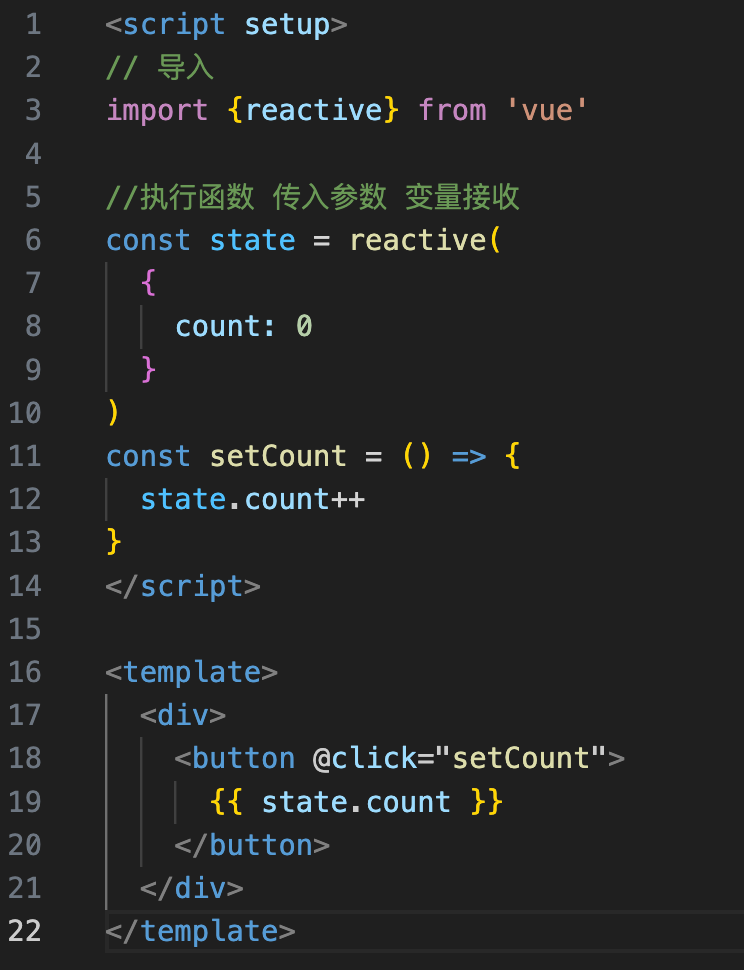 1 <script setup>
2 // 导入
3 import {reactive} from 'vue'
4
5 //执行函数 传入参数 变量接收
6 const state = reactive(
7   {
8     count: 0
9   }
10 )
11 const setCount = () => {
12   state.count++
13 }
14 </script>
15
16 <template>
17   <div>
18     <button @click="setCount">
19       {{ state.count }}
20     </button>
21   </div>
22 </template>